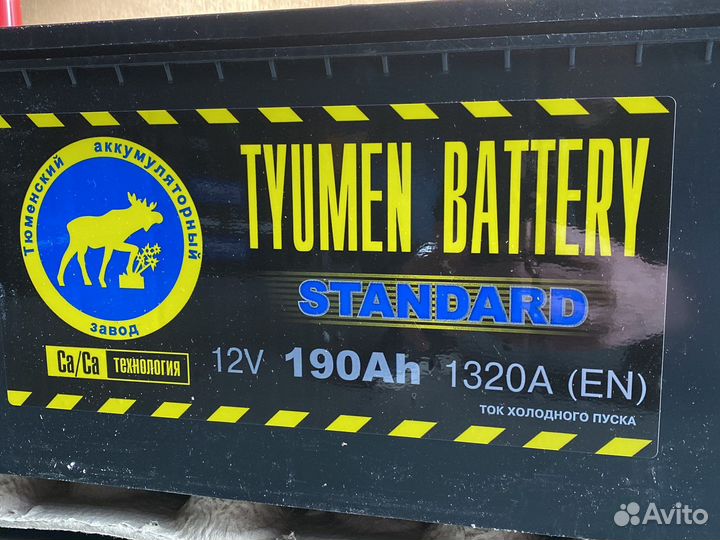 TYUMEN BATTERY
Тюменский аккумуляторный
завод
STANDARD
Ca/Ca технология
12V 190Ah 1320A (EN)
ТОК ХОЛОДНОГО ПУСКА
Avito